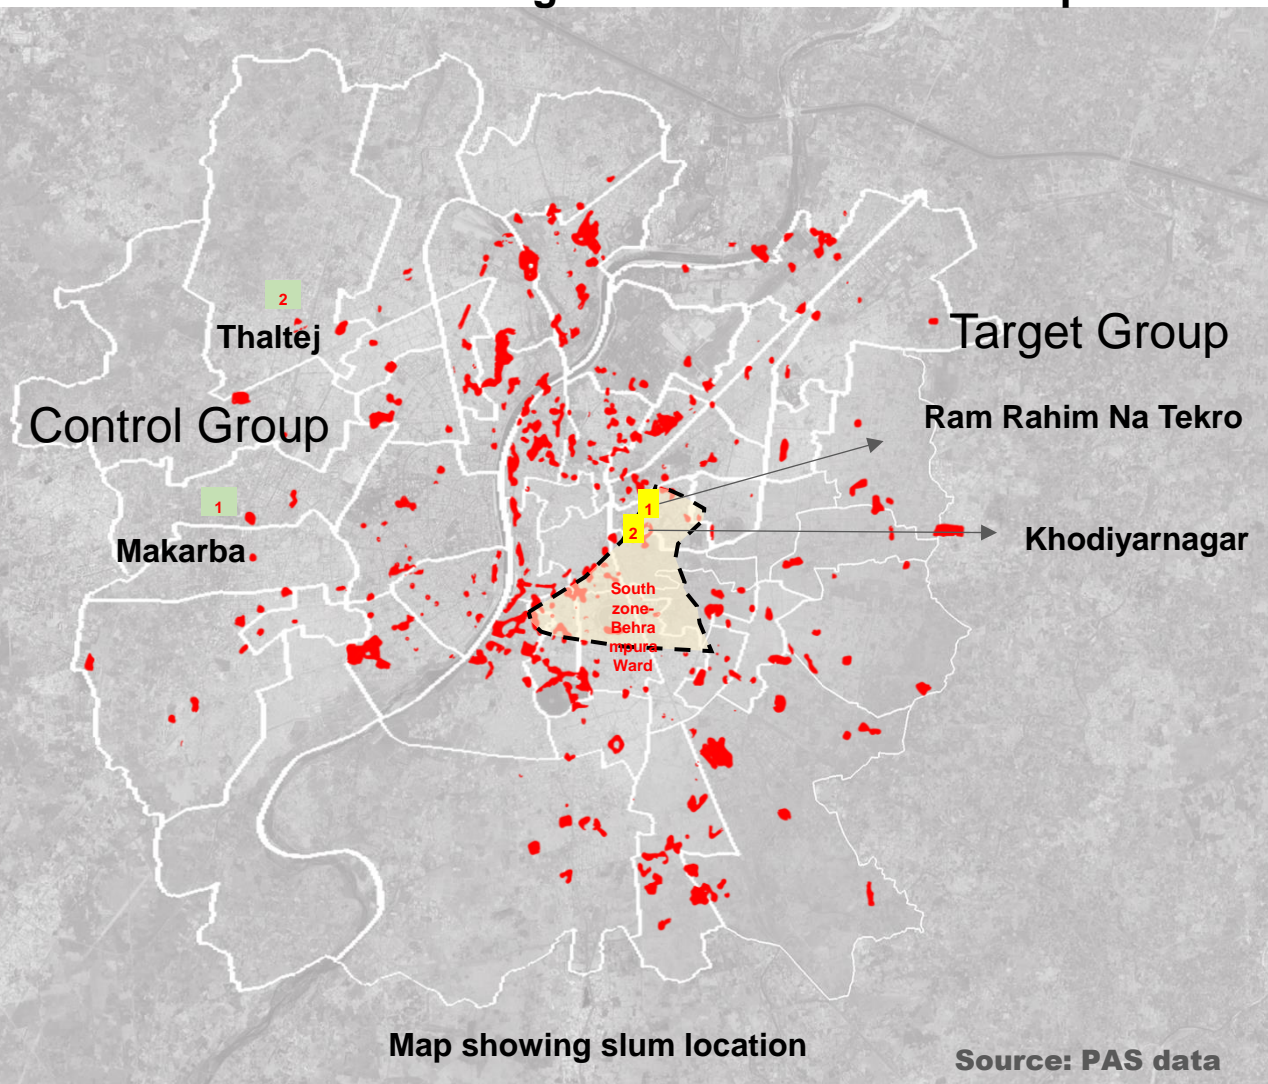 2
Thaltej
Target Group
Control Group
Ram Rahim Na Tekro
1
1
2
Makarba
Khodiyarnagar
South
zone-
Behra
mpura
Ward
Map showing slum location
Source: PAS data